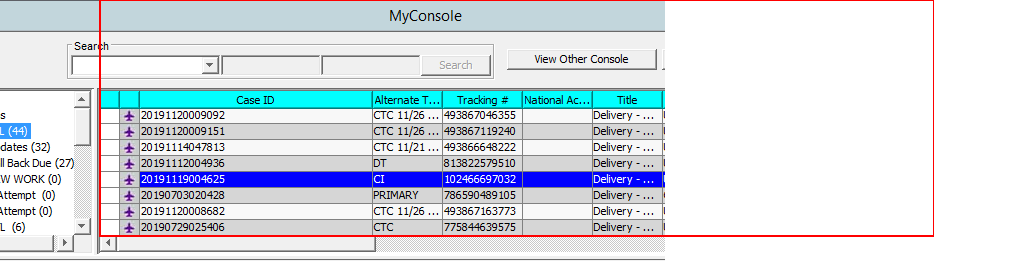 MyConsole
Search
Search
View Other Console
Case ID Alternate T... Tracking # National Ac... Title
20191120009092 CTC 11/26 ... 493867046355 Delivery - ...
20191120009151 CTC 11/26 ... 493867119240 Delivery - ...
20191114047813 CTC 11/21 ... 493866648222 Delivery - ...
20191112004936 DT 813822579510 Delivery - ...
20191119004625 CI 102466697032 Delivery - ...
20190703020428 PRIMARY 786590489105 Delivery - ...
20191120008682 CTC 11/26 ... 493867163773 Delivery - ...
20190729025406 CTC 775844639575 Delivery - ...
s
L (44)
dates (32)
ll Back Due (27)
W WORK (0)
Attempt (0)
Attempt (0)
L (6)